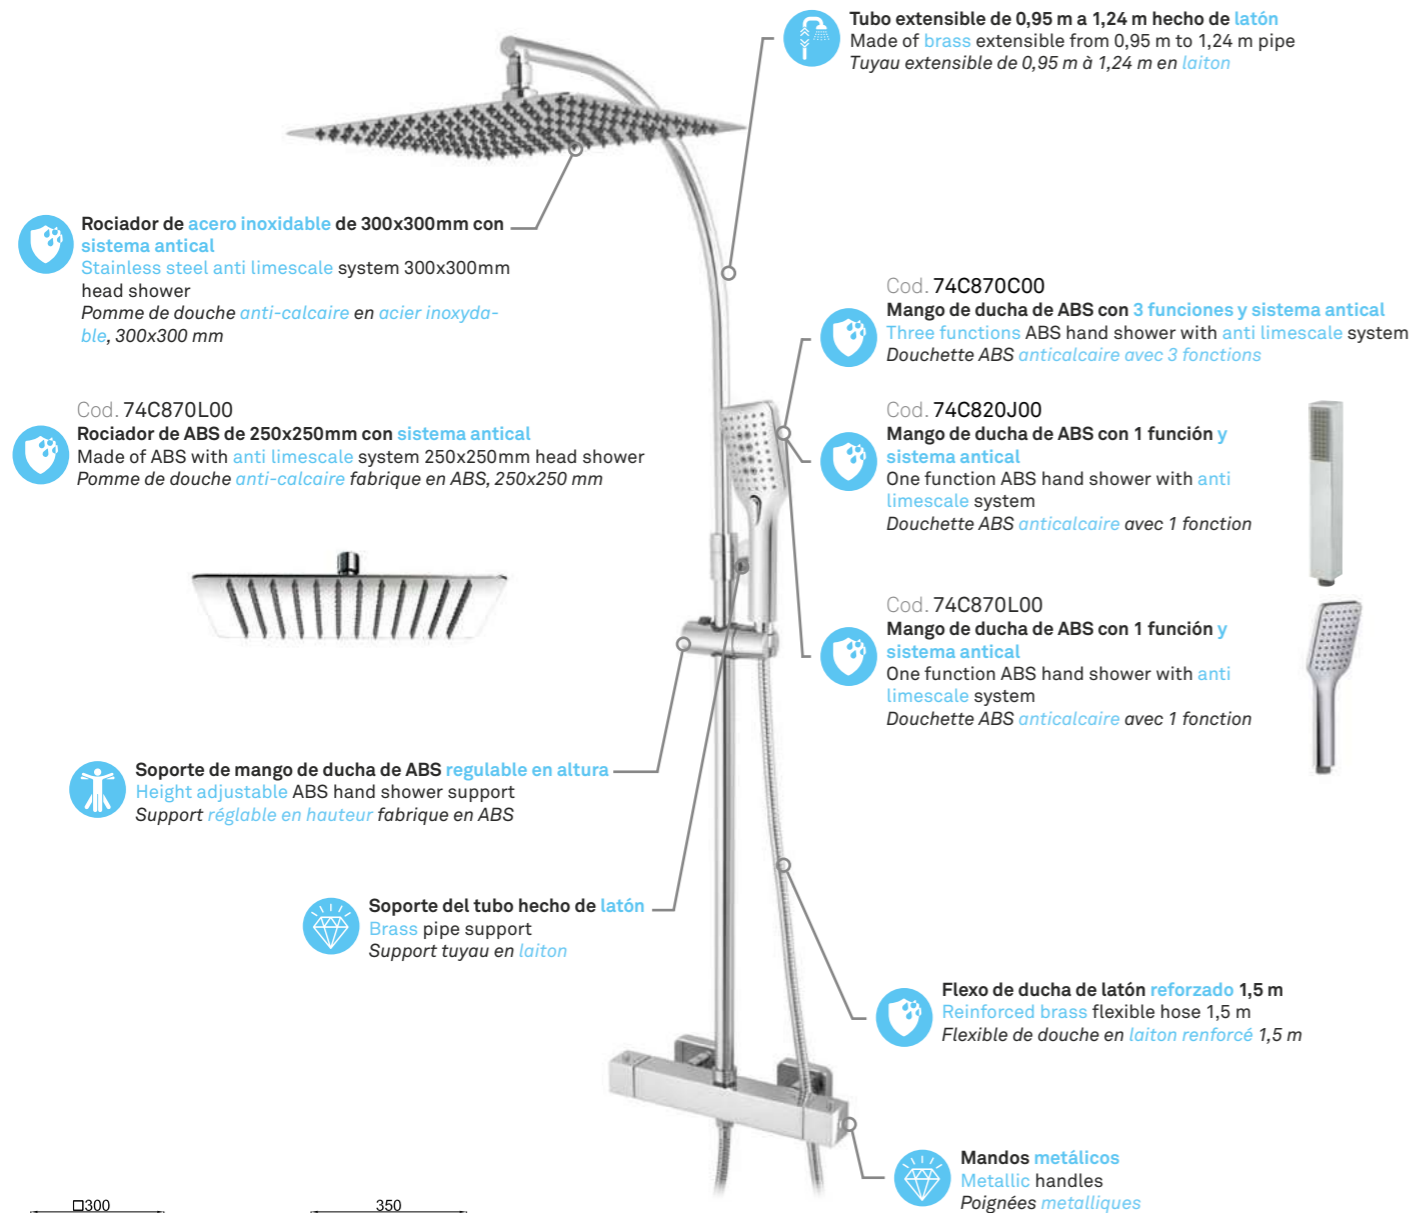 Tubo extensible de 0,95 m a 1,24 m hecho de latón
Made of brass extensible from 0,95 m to 1,24 m pipe
Tuyau extensible de 0,95 m à 1,24 m en laiton
Rociador de acero inoxidable de 300x300mm con
sistema antical
Stainless steel anti limescale system 300x300mm
head shower
Pomme de douche anti-calcaire en acier inoxyda-
ble, 300x300 mm
Cod. 74C870L00
Rociador de ABS de 250x250mm con sistema antical
Made of ABS with anti limescale system 250x250mm head shower
Pomme de douche anti-calcaire fabrique en ABS, 250x250 mm
Cod. 74C870C00
Mango de ducha de ABS con 3 funciones y sistema antical
Three functions ABS hand shower with anti limescale system
Douchette ABS anticalcaire avec 3 fonctions
Cod. 74C820J00
Mango de ducha de ABS con 1 función y
sistema antical
One function ABS hand shower with anti
limescale system
Douchette ABS anticalcaire avec 1 fonction
Cod. 74C870L00
Mango de ducha de ABS con 1 función y
sistema antical
One function ABS hand shower with anti
limescale system
Douchette ABS anticalcaire avec 1 fonction
Soporte de mango de ducha de ABS regulable en altura
Height adjustable ABS hand shower support
Support réglable en hauteur fabrique en ABS
Soporte del tubo hecho de latón
Brass pipe support
Support tuyau en laiton
Flexo de ducha de latón reforzado 1,5 m
Reinforced brass flexible hose 1,5 m
Flexible de douche en laiton renforcé 1,5 m
Mandos metálicos
Metallic handles
Poignées metalliques
□300
350